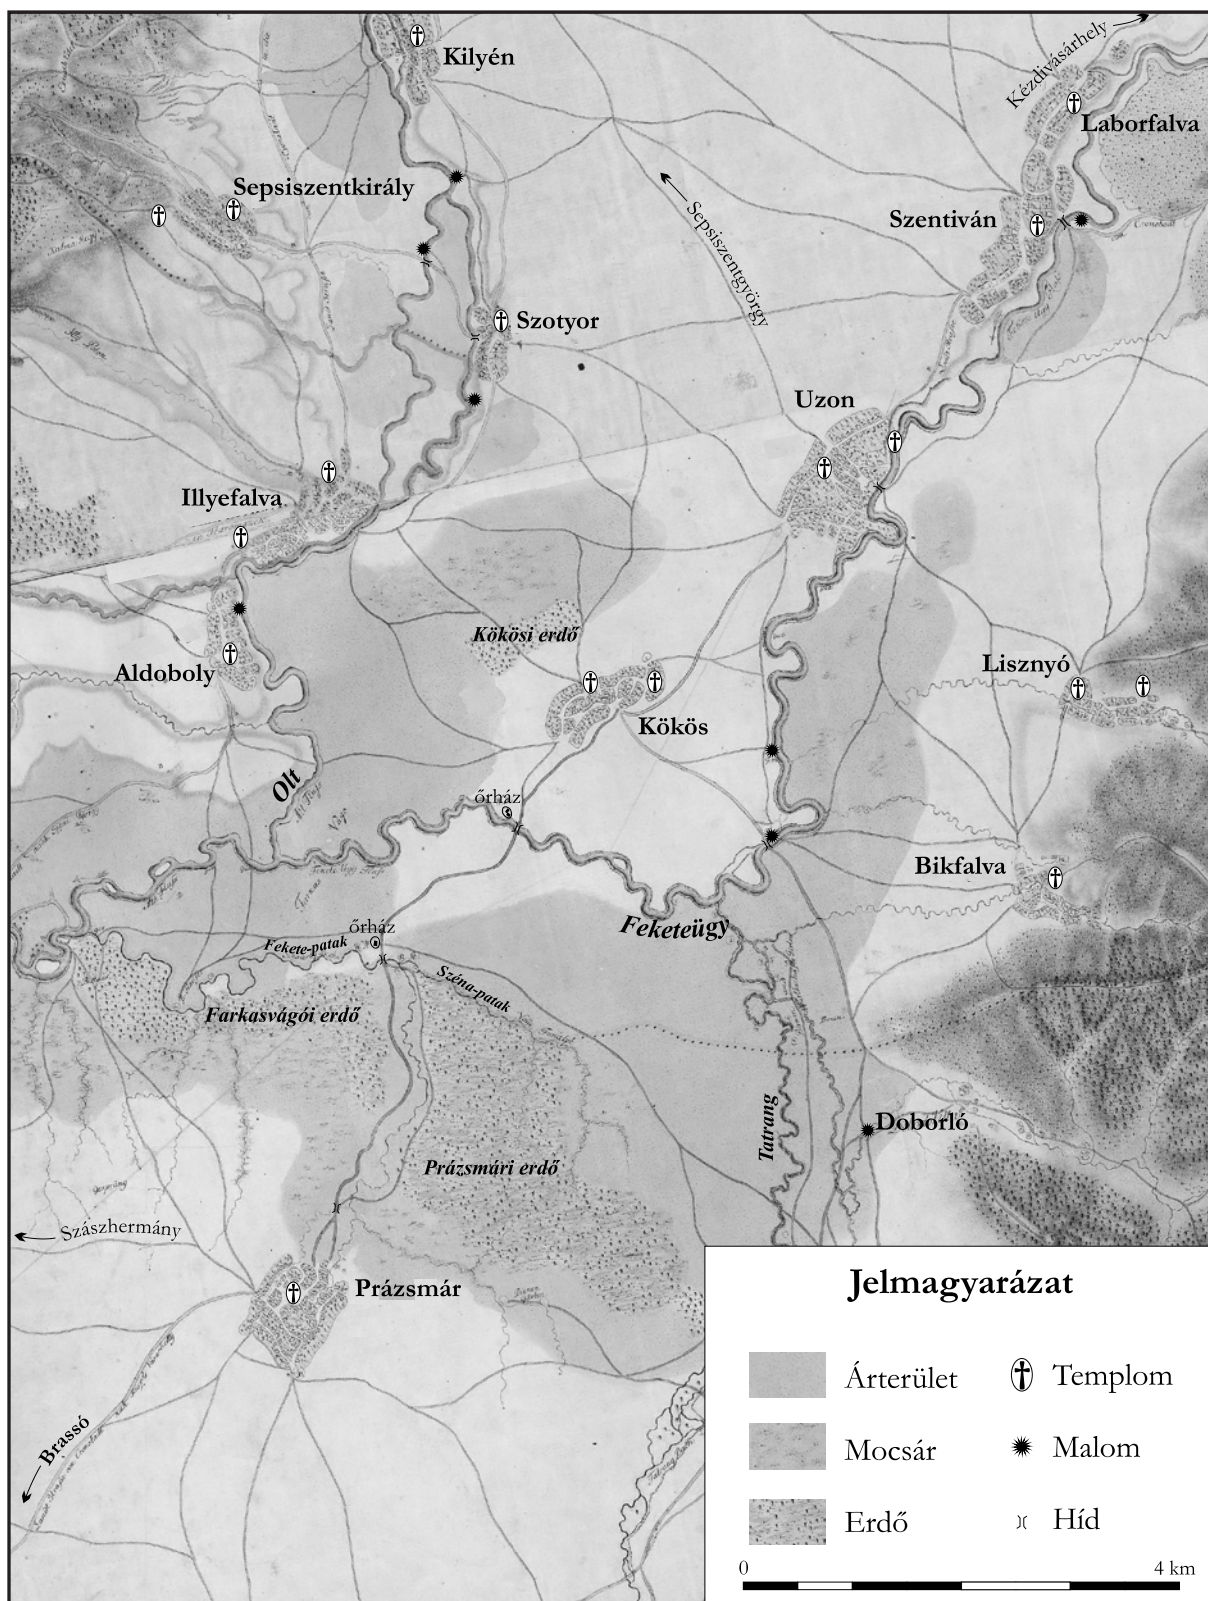 Kilyén
Kézdivásárhely
Laborfalva
Sepsiszentkirály
Szentiván
Sepsiszentgyörgy
Szotyor
Uzon
Illyefalva
Kökösi erdő
Aldoboly
Lisznyó
Kökös
Olt
őrház
Bikfalva
Feketeügy
őrház
Fekete-patak
Széna-patak
Farkasvágói erdő
Tatrang
Doborló
Prázsmári erdő
Szászhermány
Prázsmár
Brassó
Jelmagyarázat
Árterület
Templom
Mocsár
Malom
Erdő
Híd
0 4 km